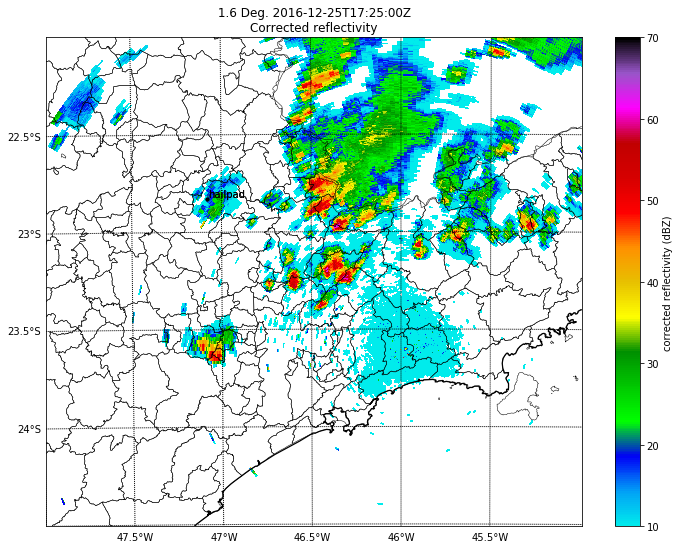 1.6 Deg. 2016-12-25T17:25:00Z
Corrected reflectivity
22.5°S
23°S
23.5°S
24°S
47.5°W
47°W
46.5°W
46°W
45.5°W
hailpad
70
60
50
40
30
20
10
corrected reflectivity (dBZ)